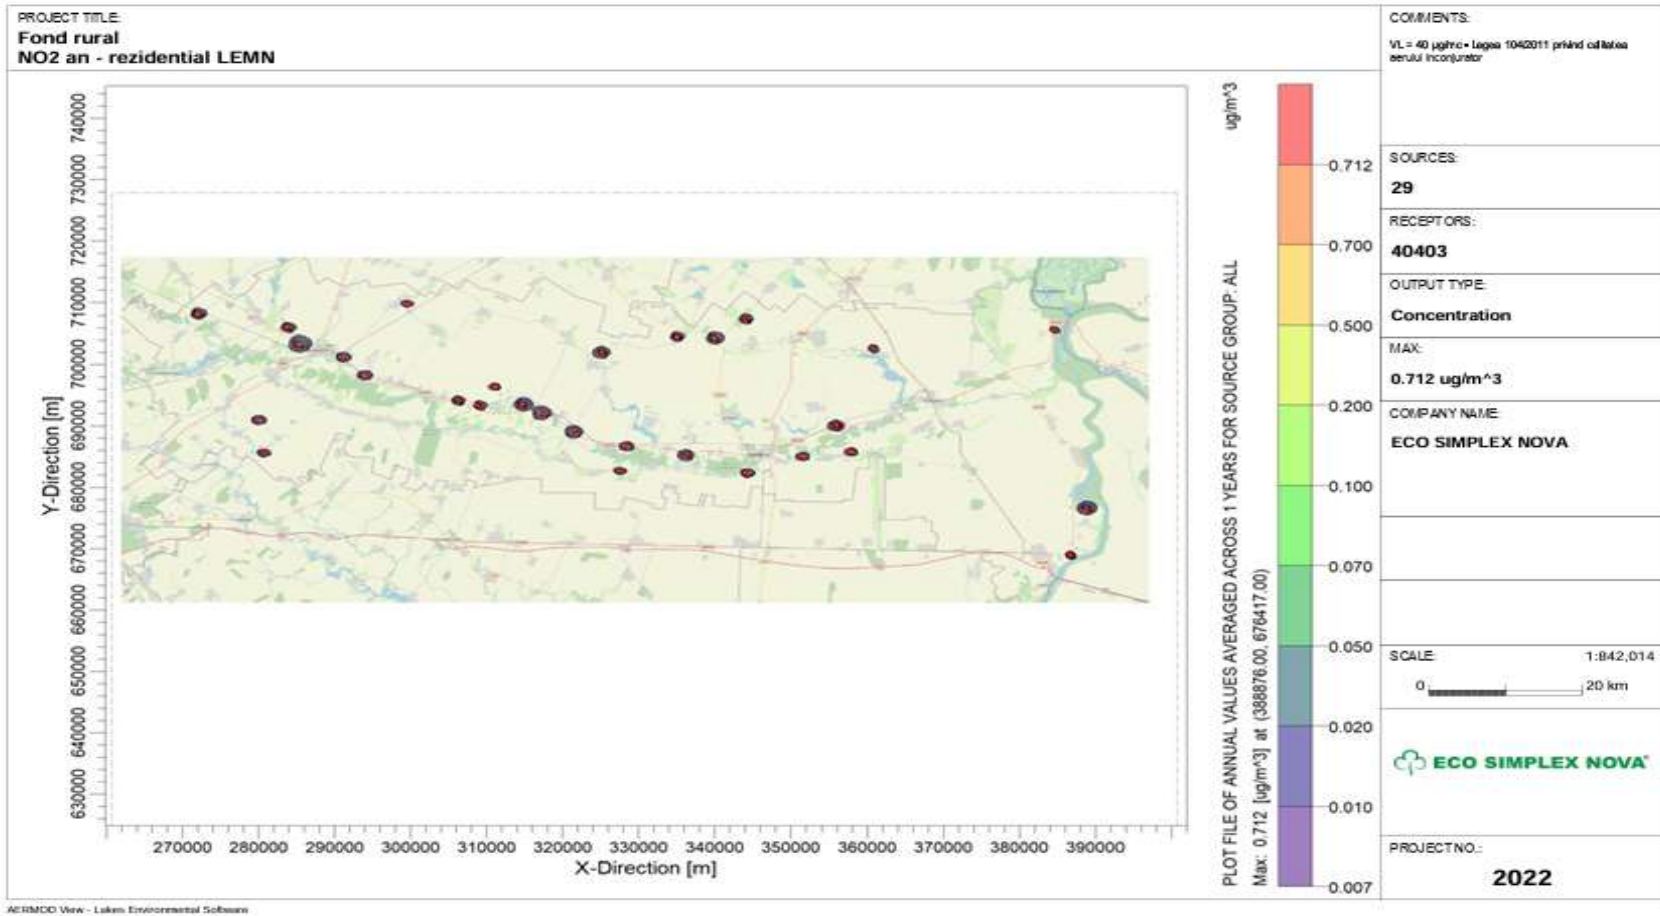 PROJECT TITLE:
Fond rural
NO2 an - rezidential LEMN
COMMENTS:
VL = 40 µg/mc - Legea 104/2011 privind calitatea
aerului inconjurator
SOURCES:
29
RECEPTORS:
40403
OUTPUT TYPE:
Concentration
MAX:
0.712 ug/m^3
COMPANY NAME:
ECO SIMPLEX NOVA
SCALE:
1:842,014
0
20 km
ECO SIMPLEX NOVA®
PROJECT NO.:
2022
Y-Direction [m]
740000
730000
720000
710000
700000
690000
680000
670000
660000
650000
640000
630000
270000
280000
290000
300000
310000
320000
330000
340000
350000
360000
370000
380000
390000
X-Direction [m]
PLOT FILE OF ANNUAL VALUES AVERAGED ACROSS 1 YEARS FOR SOURCE GROUP: ALL
ug/m^3
Max: 0.712 [ug/m^3] at (388876.00, 676417.00)
0.712
0.700
0.500
0.200
0.100
0.070
0.050
0.020
0.010
0.007
AERMOD View - Lakes Environmental Software